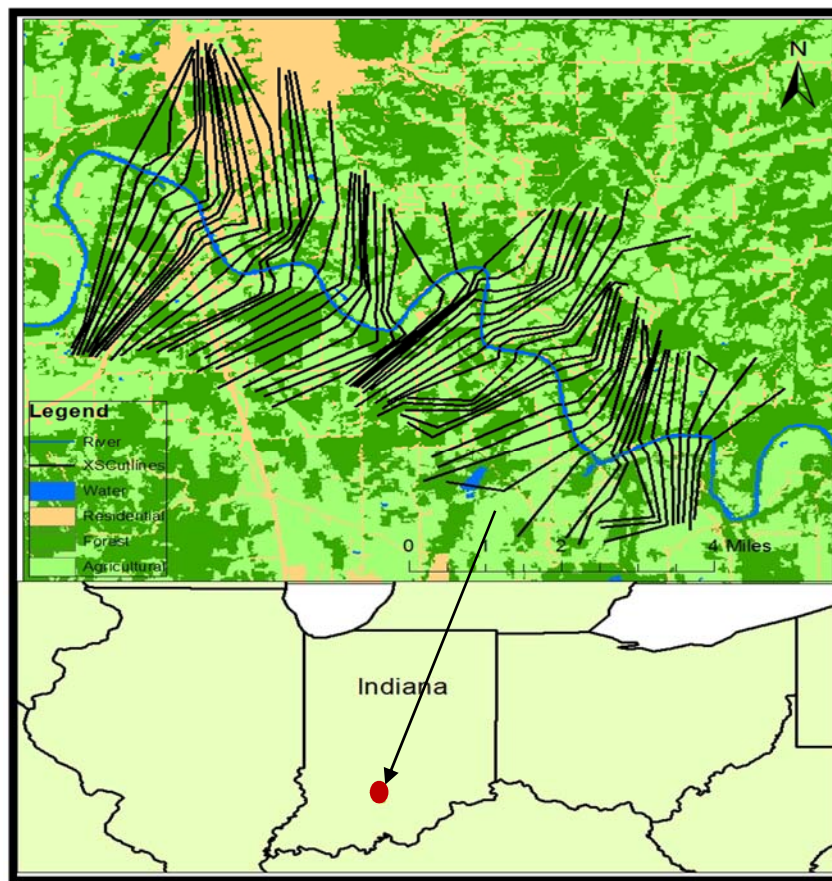 N
Legend
River
XSCutlines
Water
Residential
Forest
Agricultural
0 1 2 4 Miles
Indiana